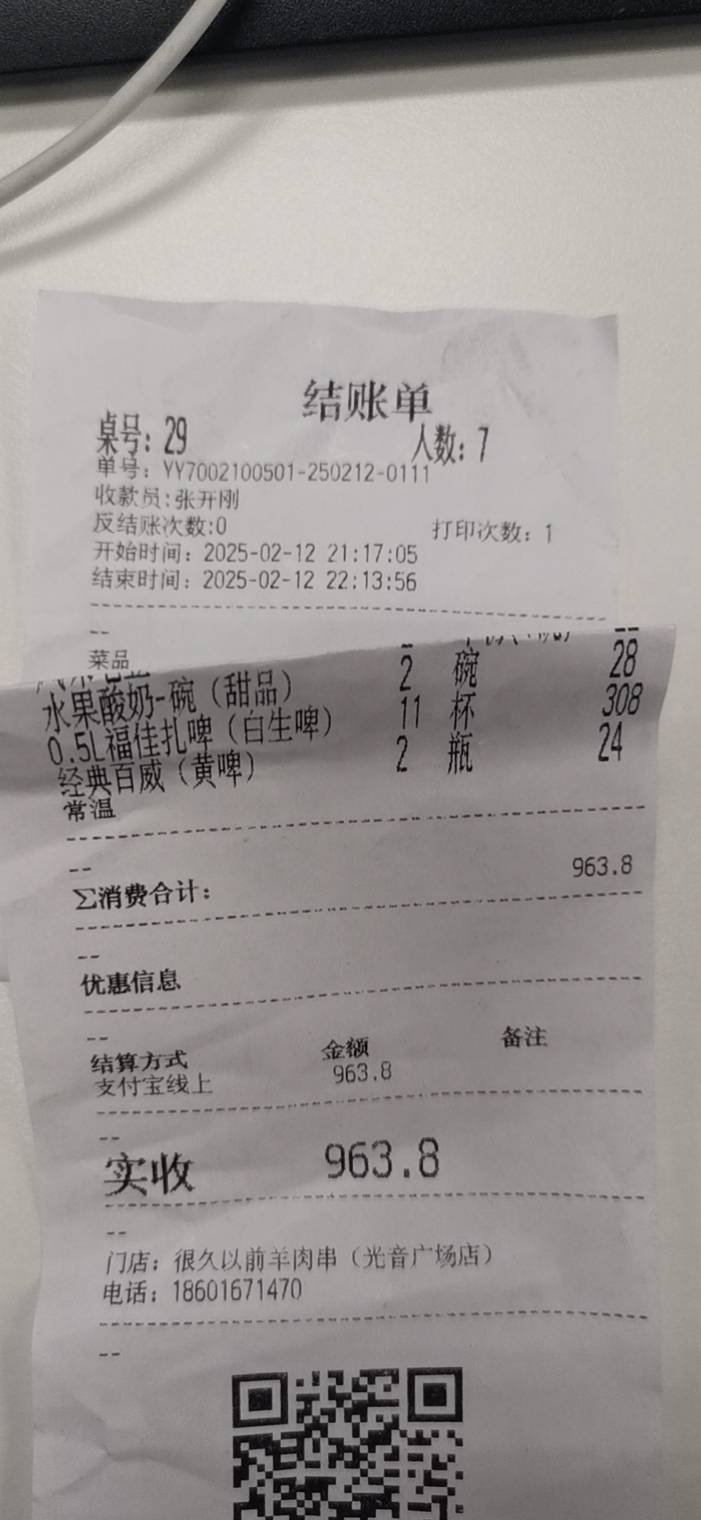 结账单
桌号: 29 人数: 7
单号: YY7002100501-250212-0111
收款员:张开刚
反结账次数:0 打印次数: 1
开始时间: 2025-02-12 21:17:05
结束时间: 2025-02-12 22:13:56
--
菜品
水果酸奶-碗（甜品） 2 碗 28
0.5L福佳扎啤（白生啤） 11 杯 308
经典百威（黄啤） 2 瓶 24
常温
--
963.8
∑消费合计:
--
优惠信息
--
结算方式 金额 备注
支付宝线上 963.8
--
实收 963.8
--
门店: 很久以前羊肉串（光音广场店）
电话: 18601671470
--